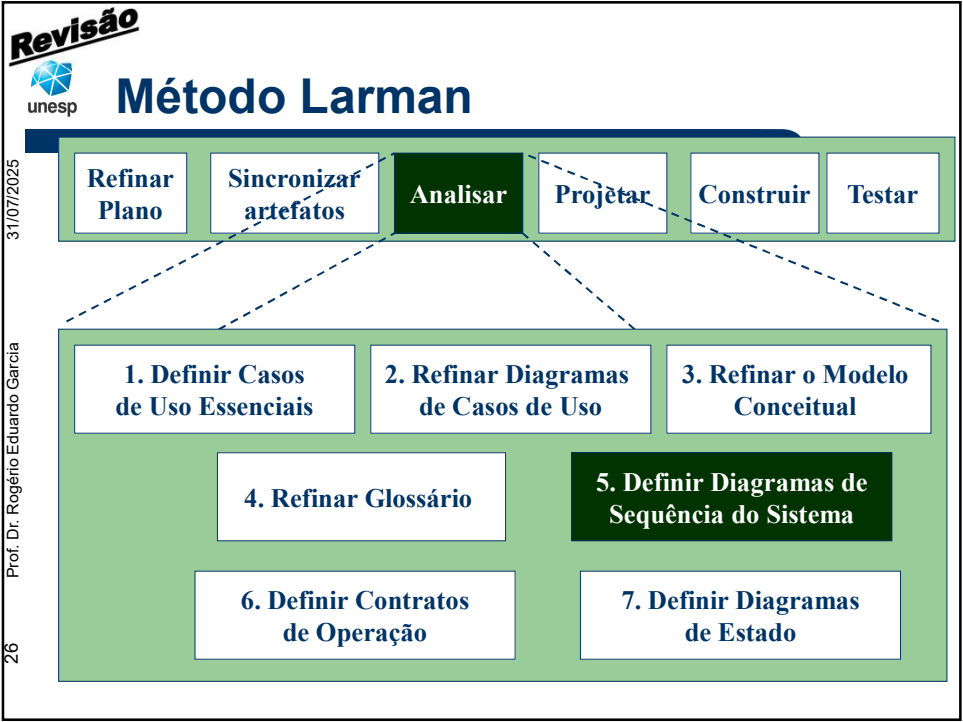 Revisão
unesp
Método Larman
31/07/2025
Refinar
Plano
Sincronizar
artefatos
Analisar
Projetar
Construir
Testar
Prof. Dr. Rogério Eduardo Garcia
1. Definir Casos
de Uso Essenciais
2. Refinar Diagramas
de Casos de Uso
3. Refinar o Modelo
Conceitual
4. Refinar Glossário
5. Definir Diagramas de
Sequência do Sistema
6. Definir Contratos
de Operação
7. Definir Diagramas
de Estado
26